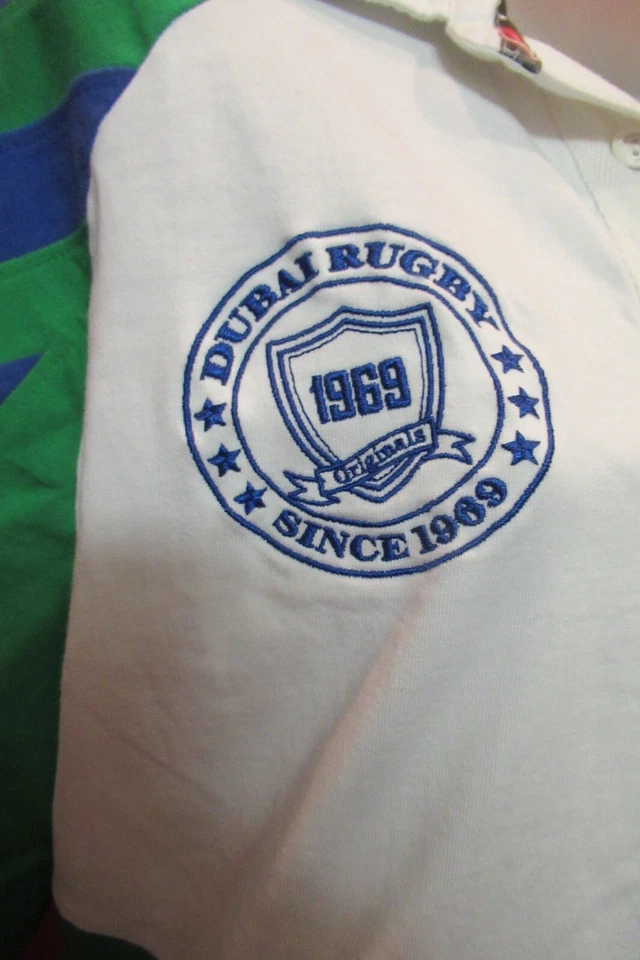 DUBAI RUGBY
1969
Originals
SINCE 1969